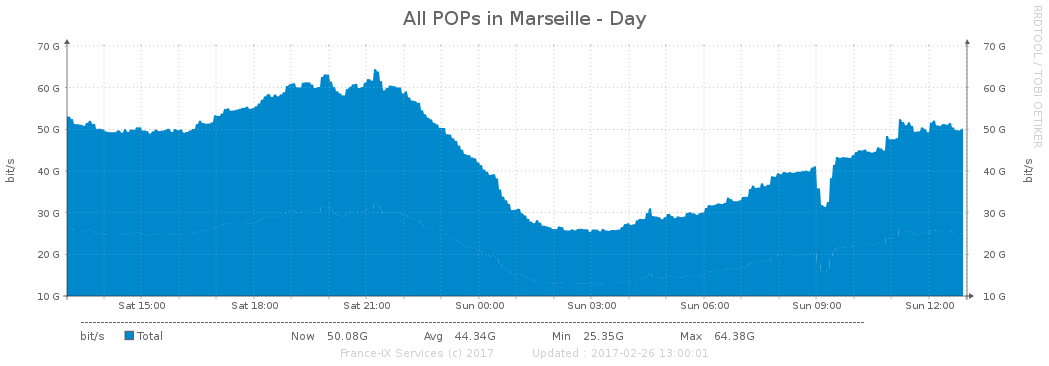 All POPs in Marseille - Day
RRDTOOL / TOBI OETIKER
bit/s
70 G
60 G
50 G
40 G
30 G
20 G
10 G
70 G
60 G
50 G
40 G
30 G
20 G
10 G
bit/s
Sat 15:00 Sat 18:00 Sat 21:00 Sun 00:00 Sun 03:00 Sun 06:00 Sun 09:00 Sun 12:00
bit/s Total Now 50.08G Avg 44.34G Min 25.35G Max 64.38G
France-IX Services (c) 2017 Updated : 2017-02-26 13:00:01